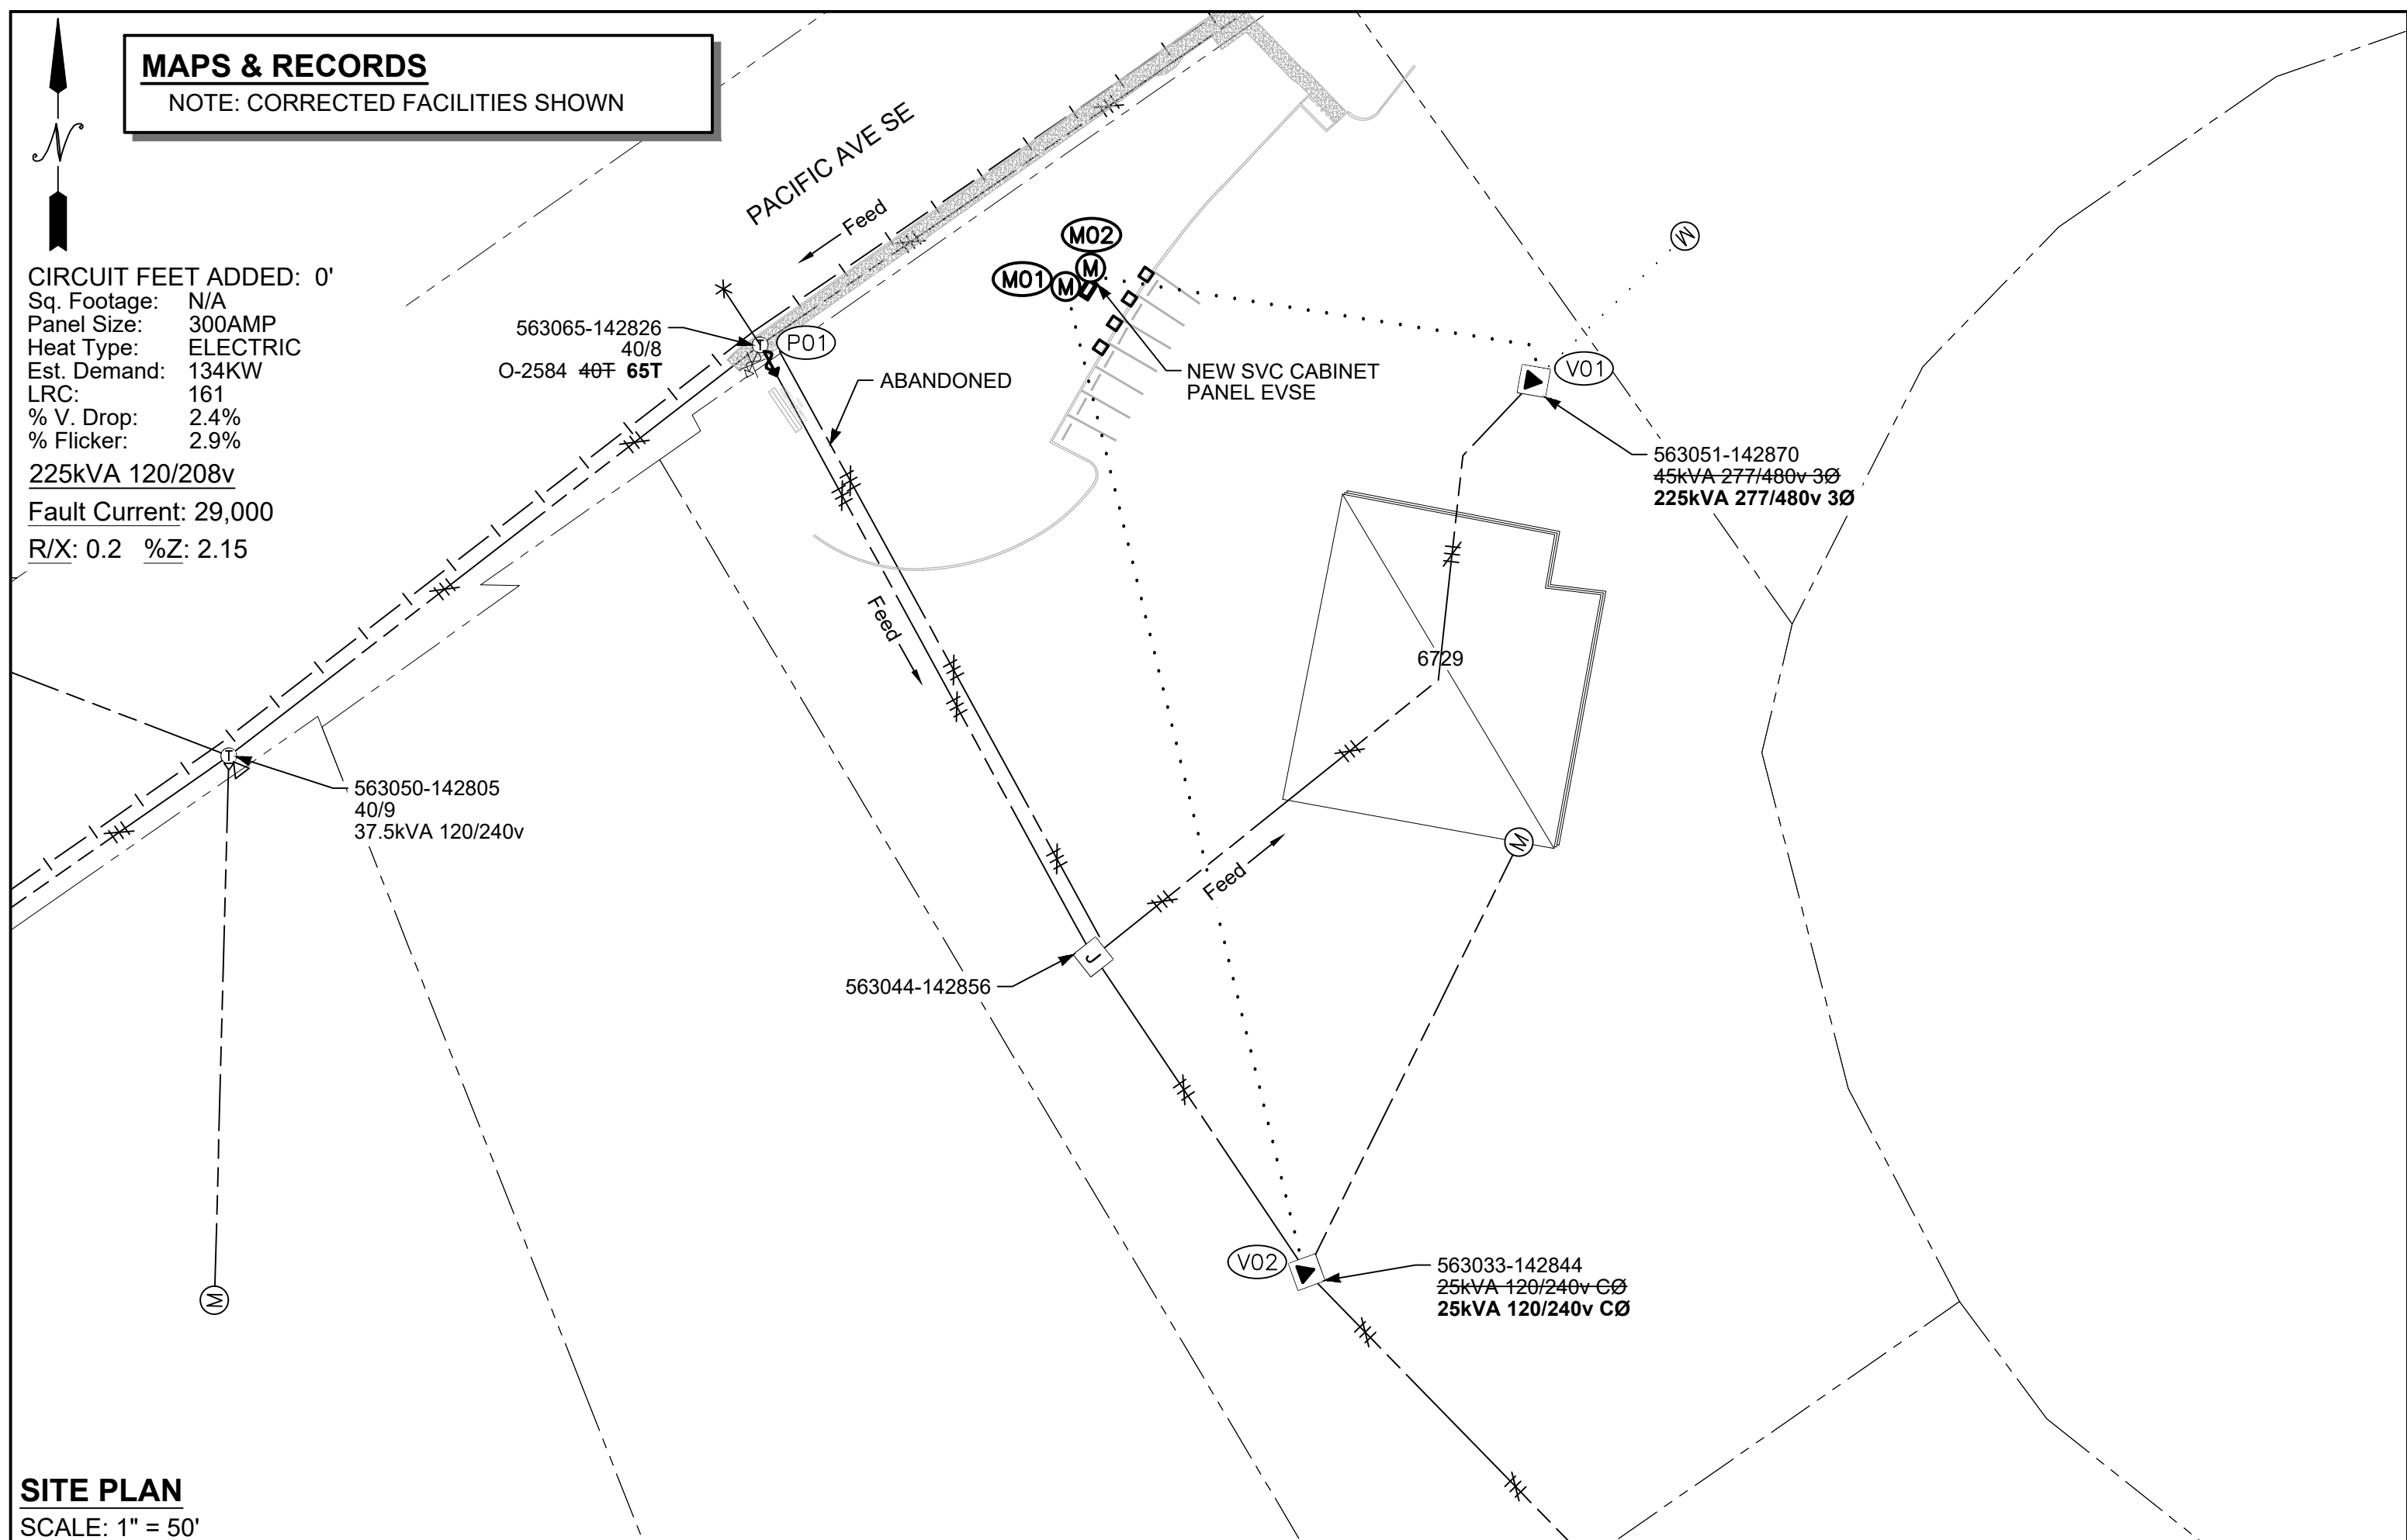 MAPS & RECORDS
NOTE: CORRECTED FACILITIES SHOWN
N
CIRCUIT FEET ADDED: 0'
Sq. Footage: N/A
Panel Size: 300AMP
Heat Type: ELECTRIC
Est. Demand: 134KW
LRC: 161
% V. Drop: 2.4%
% Flicker: 2.9%
225kVA 120/208v
Fault Current: 29,000
R/X: 0.2 %Z: 2.15
PACIFIC AVE SE
Feed
M02
M
M01
M
M
563065-142826
40/8
O-2584 40T 65T
T
P01
ABANDONED
NEW SVC CABINET
PANEL EVSE
V01
563051-142870
45kVA 277/480v 3Ø
225kVA 277/480v 3Ø
Feed
6729
T
563050-142805
40/9
37.5kVA 120/240v
M
Feed
J
563044-142856
V02
563033-142844
25kVA 120/240v CØ
25kVA 120/240v CØ
M
SITE PLAN
SCALE: 1" = 50'